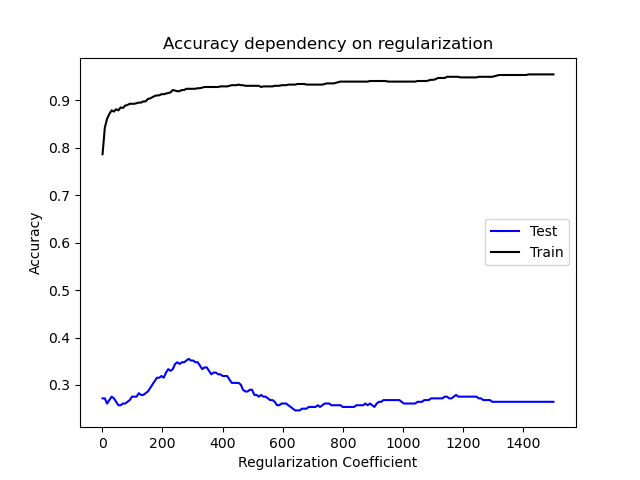 Accuracy dependency on regularization
0.9
0.8
0.7
0.6
0.5
0.4
0.3
Accuracy
Test
Train
0 200 400 600 800 1000 1200 1400
Regularization Coefficient